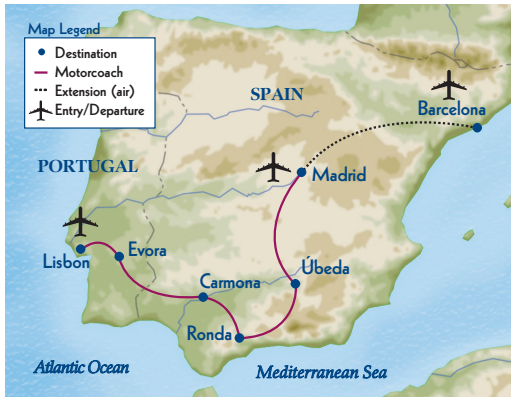 Map Legend
Destination
Motorcoach
Extension (air)
Entry/Departure
SPAIN
Barcelona
PORTUGAL
Madrid
Evora
Lisbon
Úbeda
Carmona
Ronda
Atlantic Ocean
Mediterranean Sea